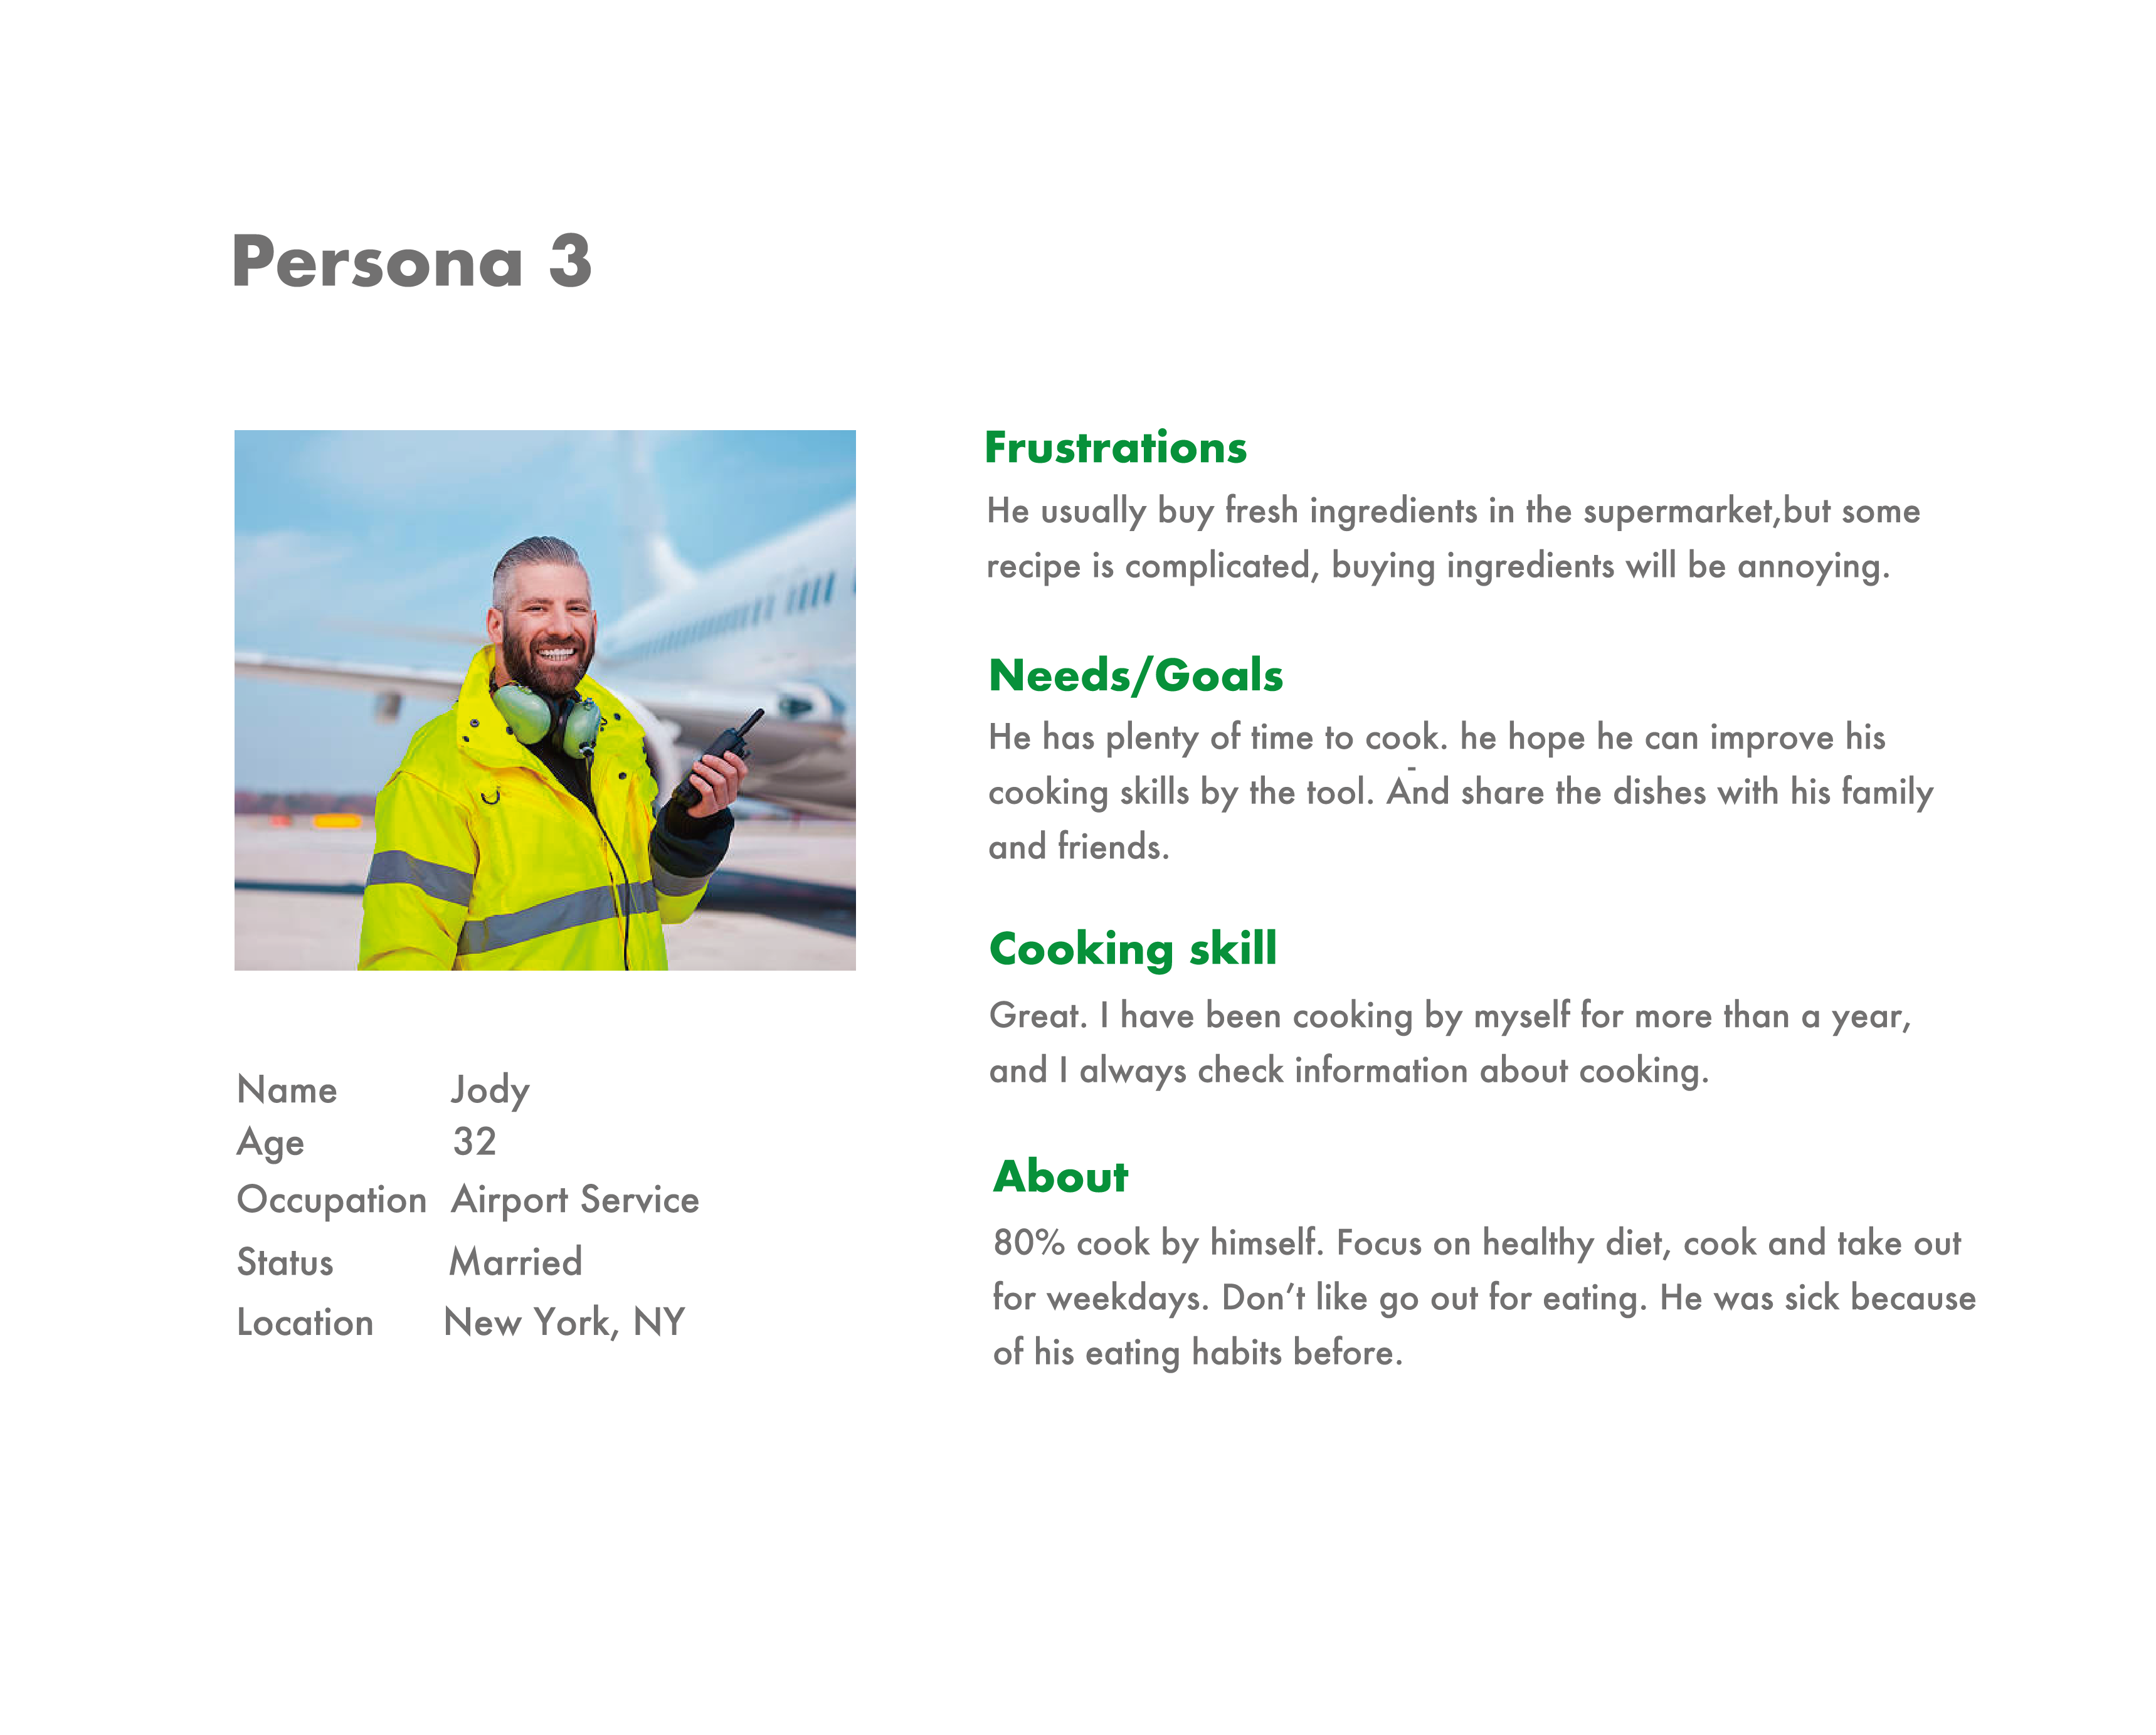 Persona 3
Name Jody
Age 32
Occupation Airport Service
Status Married
Location New York, NY
Frustrations
He usually buy fresh ingredients in the supermarket,but some
recipe is complicated, buying ingredients will be annoying.
Needs/Goals
He has plenty of time to cook. he hope he can improve his
cooking skills by the tool. And share the dishes with his family
and friends.
Cooking skill
Great. I have been cooking by myself for more than a year,
and I always check information about cooking.
About
80% cook by himself. Focus on healthy diet, cook and take out
for weekdays. Don’t like go out for eating. He was sick because
of his eating habits before.